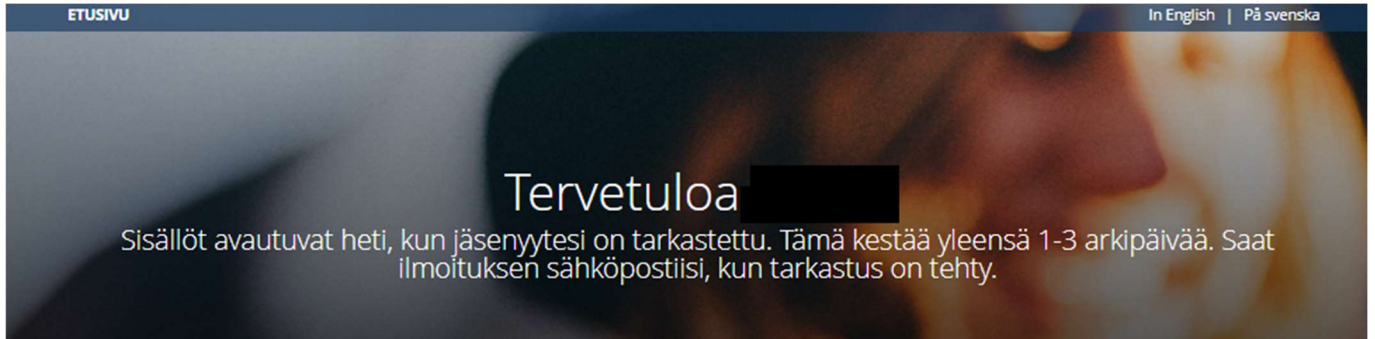 ETUSIVU
In English | På svenska
Tervetuloa
Sisällöt avautuvat heti, kun jäsenyytesi on tarkastettu. Tämä kestää yleensä 1-3 arkipäivää. Saat
ilmoituksen sähköpostiisi, kun tarkastus on tehty.